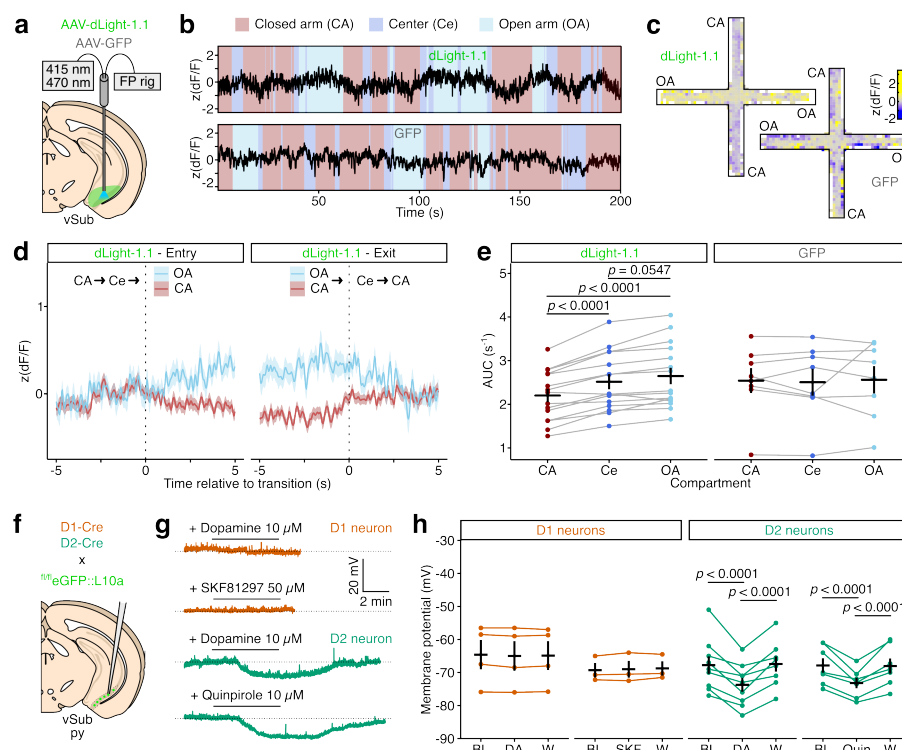 a
AAV-dLight-1.1
AAV-GFP
415 nm
470 nm
FP rig
vSub
b
Closed arm (CA)
Center (Ce)
Open arm (OA)
dLight-1.1
z(dF/F)
2
0
-2
GFP
z(dF/F)
2
0
-2
50
100
150
200
Time (s)
c
CA
dLight-1.1
OA
OA
CA
CA
OA
CA
z(dF/F)
GFP
d
dLight-1.1 - Entry
dLight-1.1 - Exit
CA➜Ce➜
OA
CA
OA
CA
➜ Ce➜CA
z(dF/F)
1
0
-5
0
5
-5
0
5
Time relative to transition (s)
e
dLight-1.1
GFP
p = 0.0547
p < 0.0001
p < 0.0001
AUC (s⁻¹)
5
4
3
2
1
CA
Ce
OA
CA
Ce
OA
Compartment
f
D1-Cre
D2-Cre
x
fl/fl eGFP::L10a
vSub
py
g
+ Dopamine 10 µM
D1 neuron
+ SKF81297 50 µM
20 mV
2 min
+ Dopamine 10 µM
D2 neuron
+ Quinpirole 10 µM
h
D1 neurons
D2 neurons
Membrane potential (mV)
-30
-40
-50
-60
-70
-80
-90
p < 0.0001
p < 0.0001
p < 0.0001
p < 0.0001
BL
DA
W
BL
SKF
W
BL
DA
W
BL
Quin
W